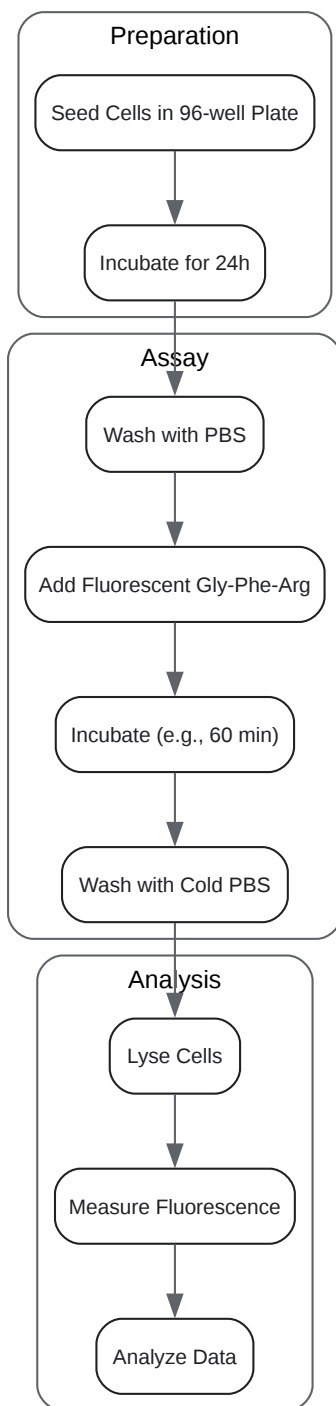 Preparation
Seed Cells in 96-well Plate
Incubate for 24h
Assay
Wash with PBS
Add Fluorescent Gly-Phe-Arg
Incubate (e.g., 60 min)
Wash with Cold PBS
Analysis
Lyse Cells
Measure Fluorescence
Analyze Data